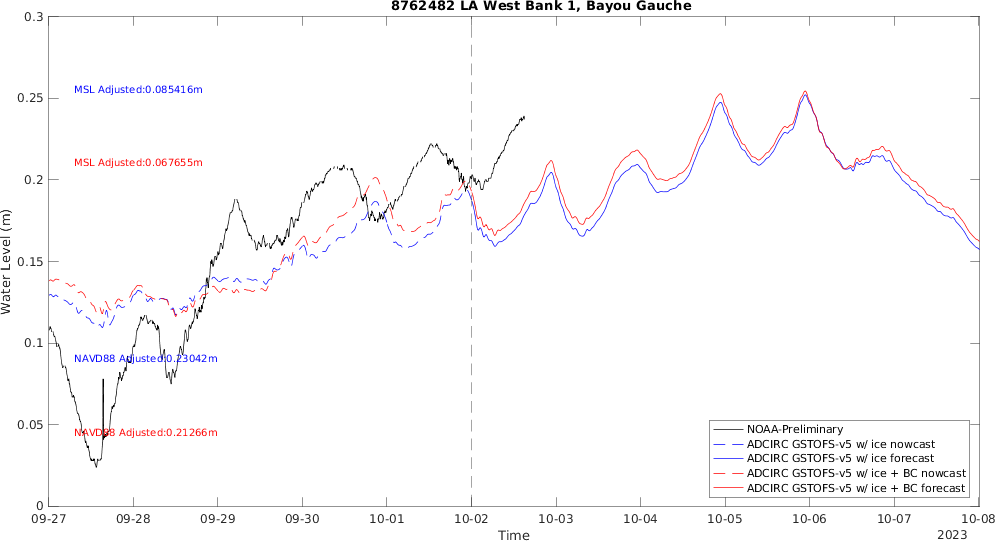 8762482 LA West Bank 1, Bayou Gauche
Water Level (m)
0.3
0.25
0.2
0.15
0.1
0.05
0
MSL Adjusted:0.085416m
MSL Adjusted:0.067655m
NAVD88 Adjusted:0.23042m
NAVD88 Adjusted:0.21266m
NOAA-Preliminary
ADCIRC GSTOFS-v5 w/ ice nowcast
ADCIRC GSTOFS-v5 w/ ice forecast
ADCIRC GSTOFS-v5 w/ ice + BC nowcast
ADCIRC GSTOFS-v5 w/ ice + BC forecast
09-27 09-28 09-29 09-30 10-01 10-02 10-03 10-04 10-05 10-06 10-07 10-08
Time
2023